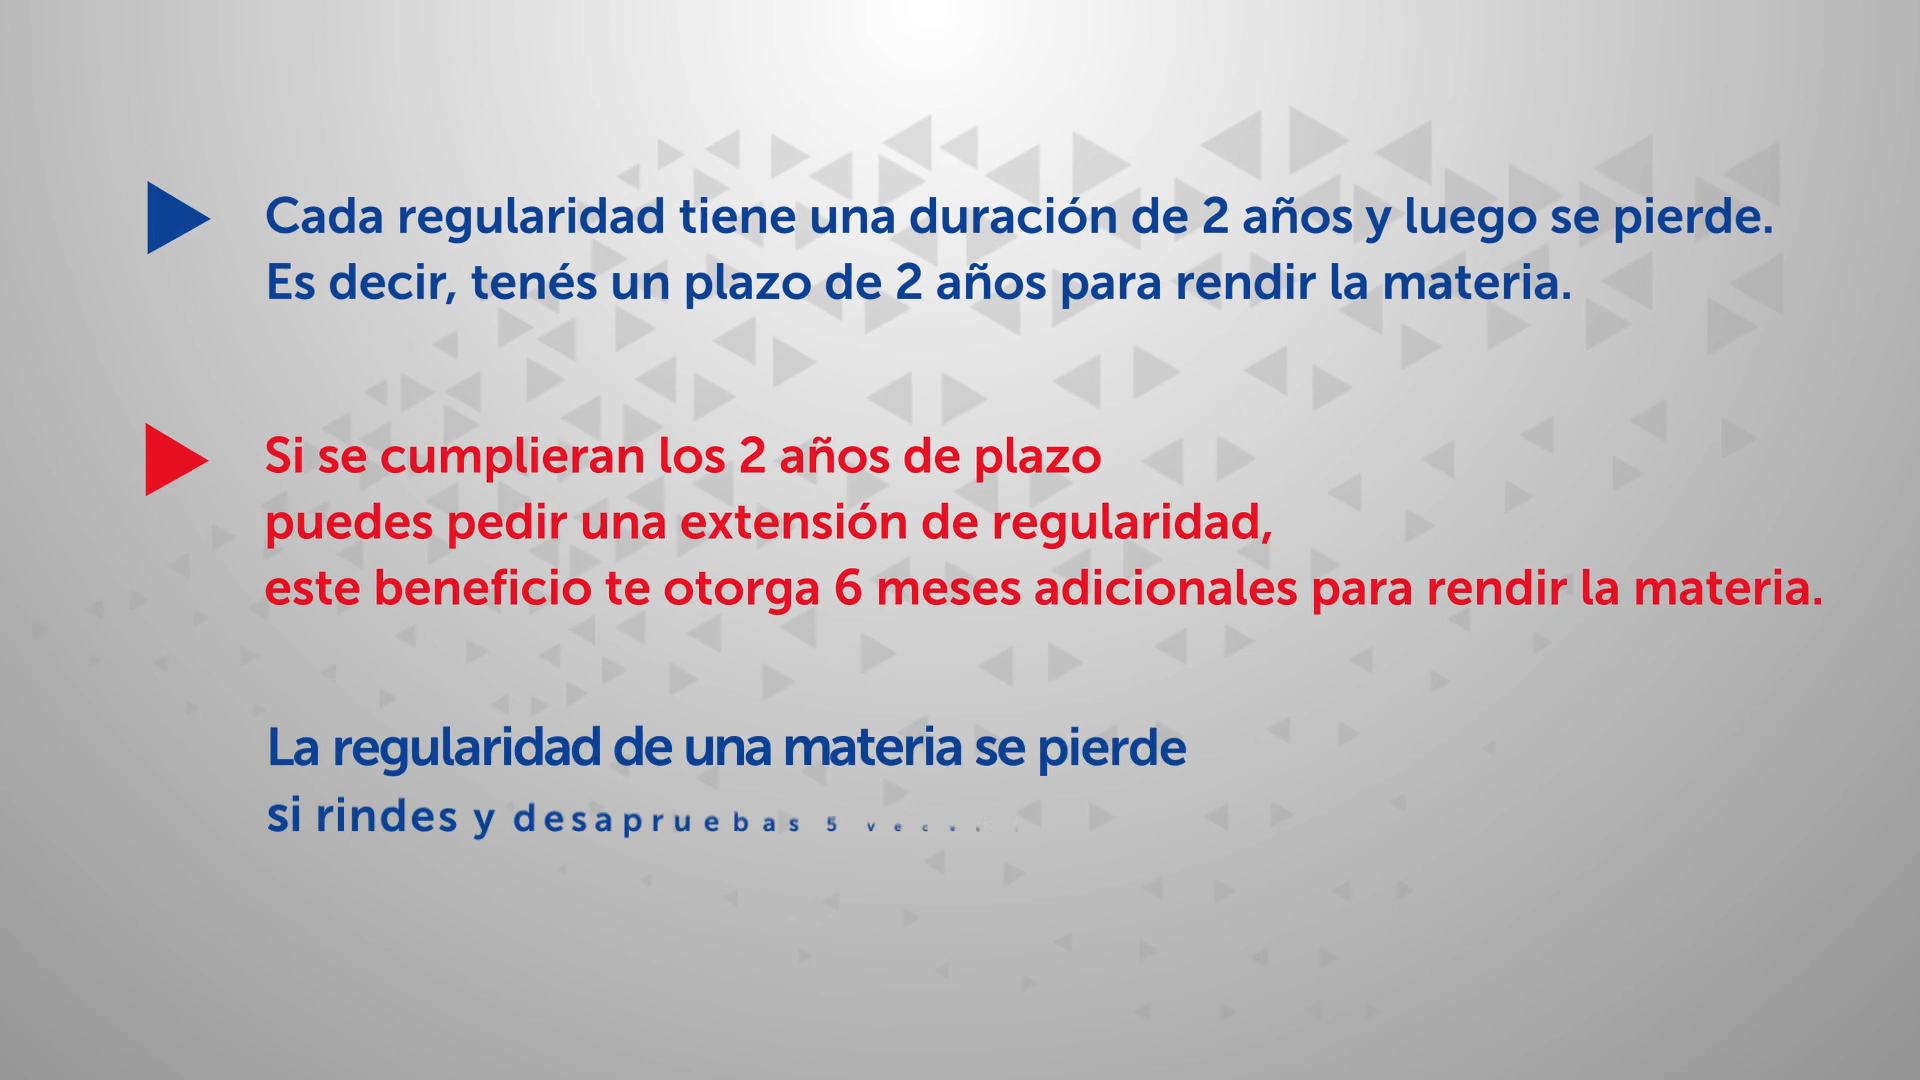 Cada regularidad tiene una duración de 2 años y luego se pierde.
Es decir, tenés un plazo de 2 años para rendir la materia.
Si se cumplieran los 2 años de plazo
puedes pedir una extensión de regularidad,
este beneficio te otorga 6 meses adicionales para rendir la materia.
La regularidad de una materia se pierde
si rindes y desapruebas 5